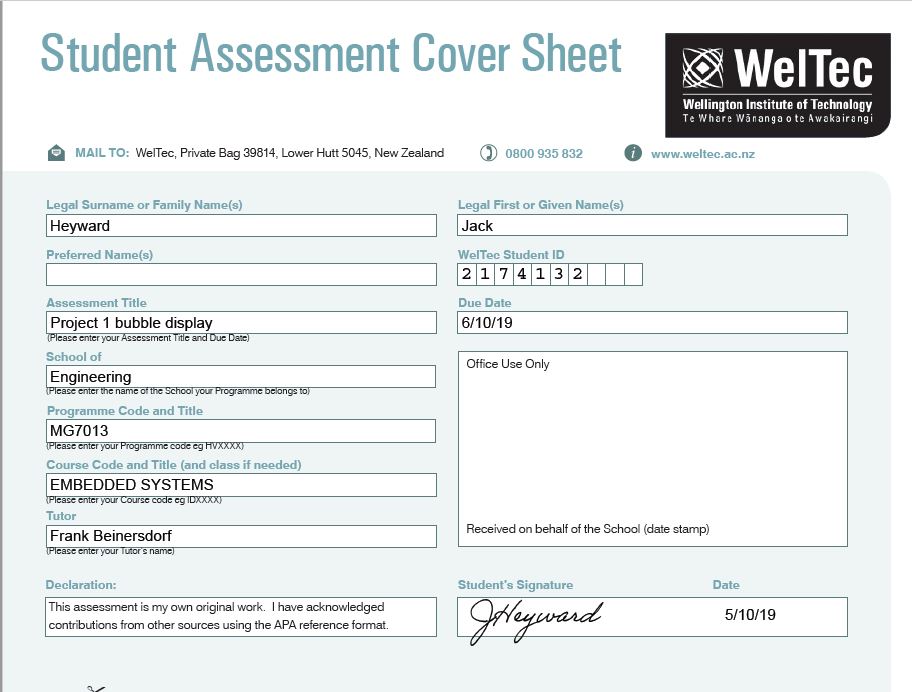 Student Assessment Cover Sheet
WelTec
Wellington Institute of Technology
Te Whare Wānanga o te Awakairangi
MAIL TO: WelTec, Private Bag 39814, Lower Hutt 5045, New Zealand
0800 935 832
i www.weltec.ac.nz
Legal Surname or Family Name(s)
Heyward
Legal First or Given Name(s)
Jack
Preferred Name(s)
WelTec Student ID
2174132
Assessment Title
Project 1 bubble display
(Please enter your Assessment Title and Due Date)
Due Date
6/10/19
School of
Engineering
(Please enter the name of the School your Programme belongs to)
Office Use Only
Programme Code and Title
MG7013
(Please enter your Programme code eg HVXXXX)
Course Code and Title (and class if needed)
EMBEDDED SYSTEMS
(Please enter your Course code eg IDXXXX)
Tutor
Frank Beinersdorf
(Please enter your Tutor's name)
Received on behalf of the School (date stamp)
Declaration:
This assessment is my own original work. I have acknowledged
contributions from other sources using the APA reference format.
Student's Signature
JHeyward
Date
5/10/19